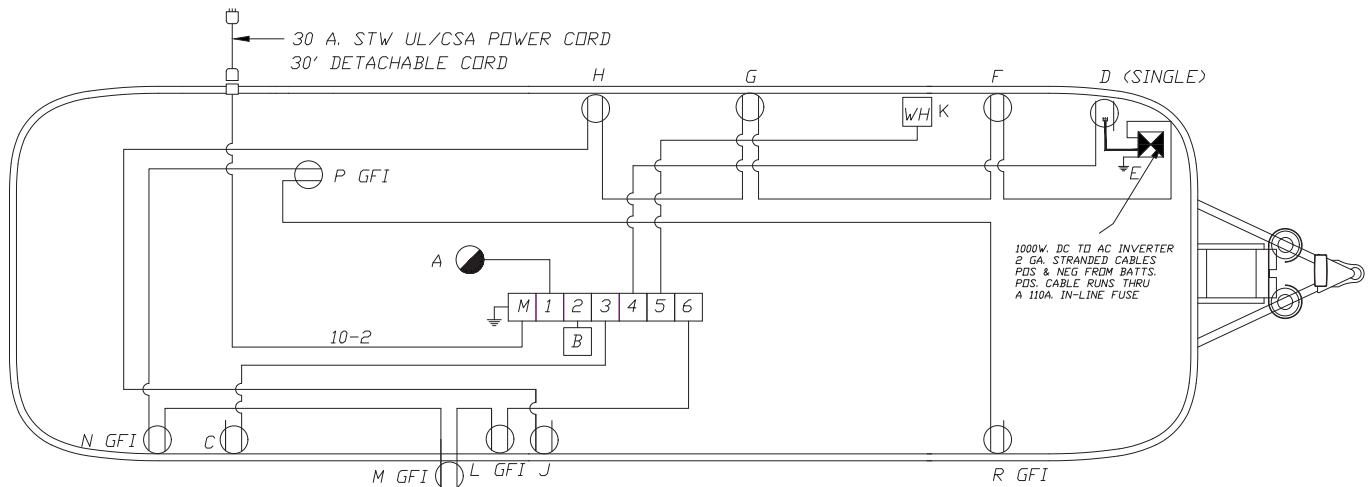 30 A. STW UL/CSA POWER CORD
30' DETACHABLE CORD
H
G
F
D (SINGLE)
WH K
P GFI
E
A
1000W. DC TO AC INVERTER
2 GA. STRANDED CABLES
POS & NEG FROM BATTS.
POS. CABLE RUNS THRU
A 110A. IN-LINE FUSE
M 1 2 3 4 5 6
10-2
B
N GFI
C
M GFI
L GFI
J
R GFI